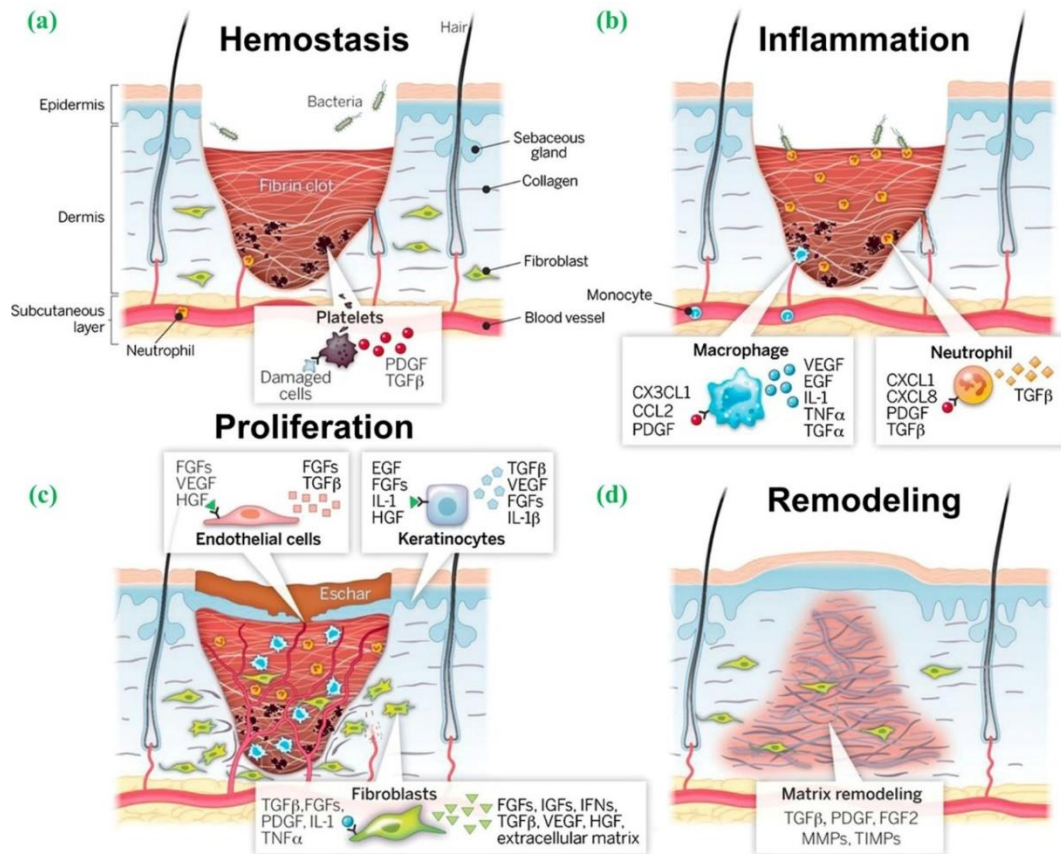 (a)
Hemostasis
Hair
Bacteria
Epidermis
Sebaceous
gland
Fibrin clot
Collagen
Dermis
Fibroblast
Subcutaneous
layer
Blood vessel
Neutrophil
Platelets
Damaged
cells
PDGF
TGFβ
(b)
Inflammation
Monocyte
Macrophage
CX3CL1
CCL2
PDGF
VEGF
EGF
IL-1
TNFα
TGFα
Neutrophil
CXCL1
CXCL8
PDGF
TGFβ
TGFβ
(c)
Proliferation
FGFs
VEGF
HGF
FGFs
TGFβ
Endothelial cells
EGF
FGFs
IL-1
HGF
TGFβ
VEGF
FGFs
IL-1β
Keratinocytes
Eschar
Fibroblasts
TGFβ,FGFs,
PDGF, IL-1
TNFα
FGFs, IGFs, IFNs,
TGFβ, VEGF, HGF,
extracellular matrix
(d)
Remodeling
Matrix remodeling
TGFβ, PDGF, FGF2
MMPs, TIMPs